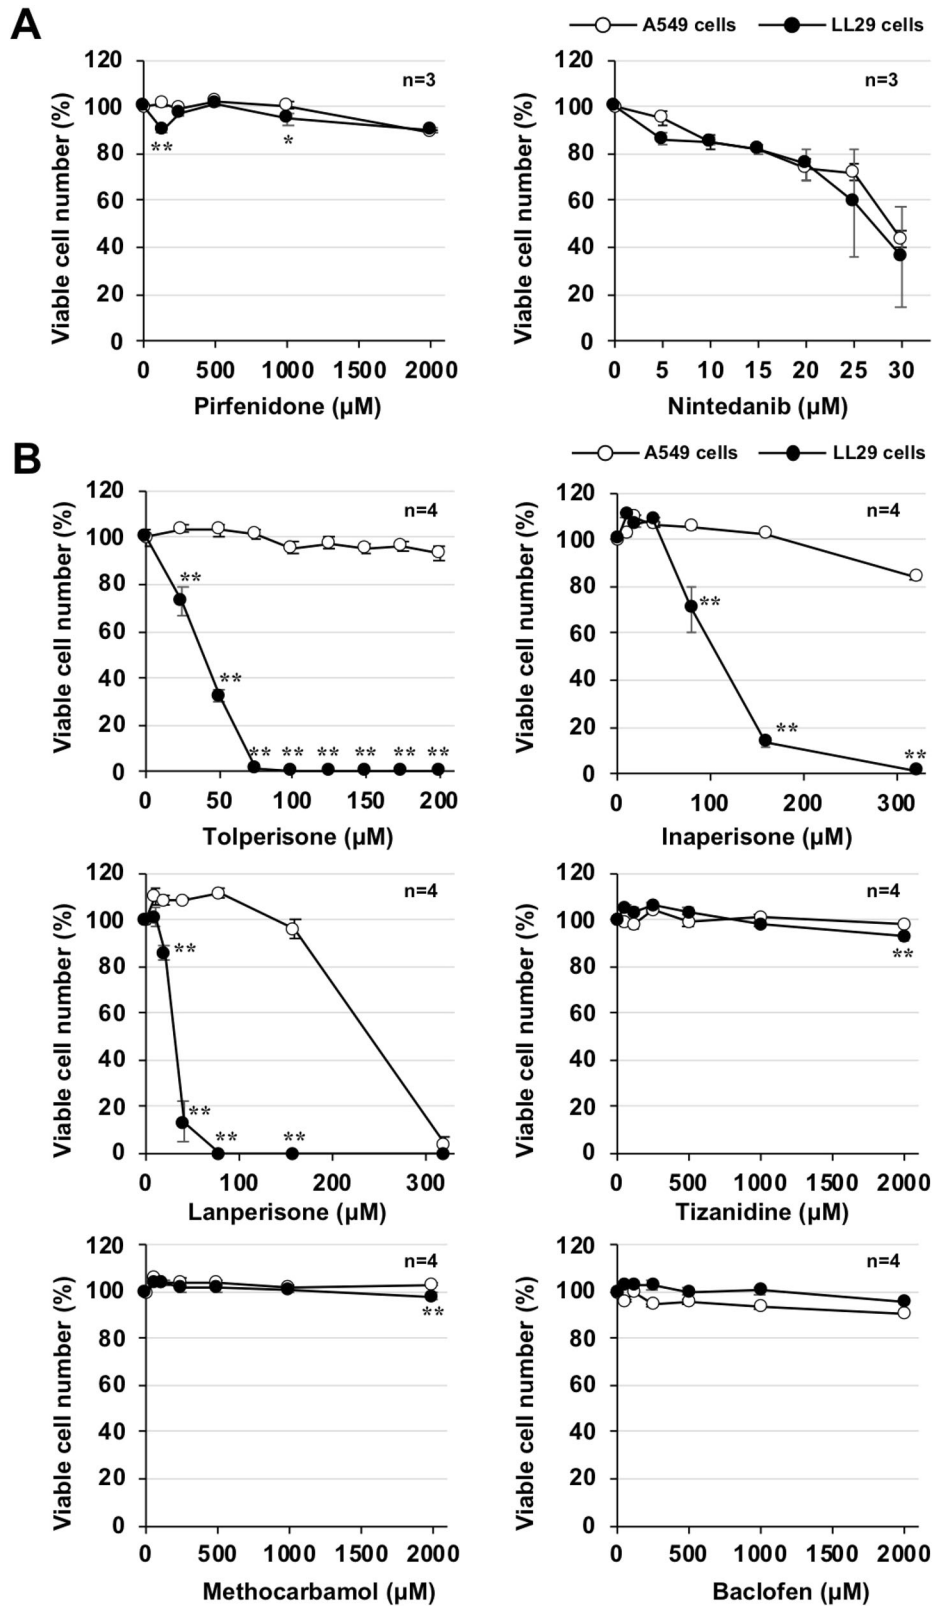 A
A549 cells LL29 cells
120
100
80
60
40
20
0
Viable cell number (%)
n=3
**
*
0 500 1000 1500 2000
Pirfenidone (μM)
120
100
80
60
40
20
0
Viable cell number (%)
n=3
0 5 10 15 20 25 30
Nintedanib (μM)
B
A549 cells LL29 cells
120
100
80
60
40
20
0
Viable cell number (%)
n=4
**
**
** ** ** ** ** **
0 50 100 150 200
Tolperisone (μM)
120
100
80
60
40
20
0
Viable cell number (%)
n=4
**
**
**
0 100 200 300
Inaperisone (μM)
120
100
80
60
40
20
0
Viable cell number (%)
n=4
**
**
** **
0 100 200 300
Lanperisone (μM)
120
100
80
60
40
20
0
Viable cell number (%)
n=4
**
0 500 1000 1500 2000
Tizanidine (μM)
120
100
80
60
40
20
0
Viable cell number (%)
n=4
**
0 500 1000 1500 2000
Methocarbamol (μM)
120
100
80
60
40
20
0
Viable cell number (%)
n=4
0 500 1000 1500 2000
Baclofen (μM)